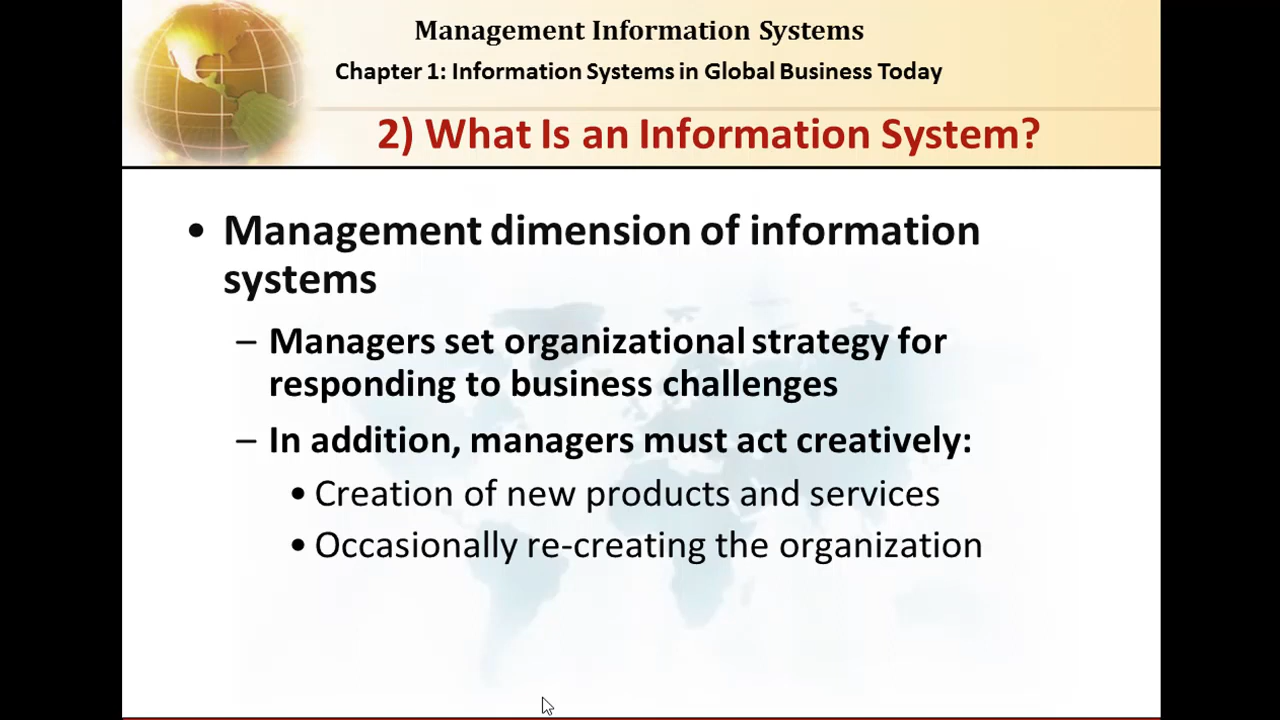 Management Information Systems
Chapter 1: Information Systems in Global Business Today
2) What Is an Information System?
• Management dimension of information
systems
– Managers set organizational strategy for
responding to business challenges
– In addition, managers must act creatively:
• Creation of new products and services
• Occasionally re-creating the organization